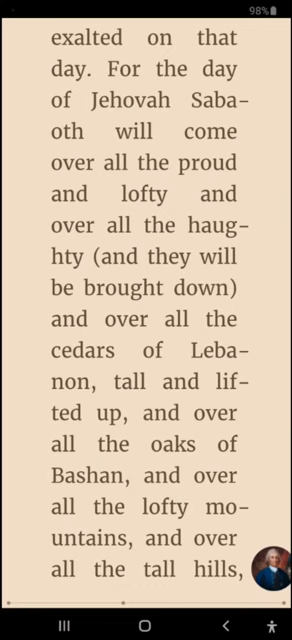 98%
exalted on that
day. For the day
of Jehovah Saba-
oth will come
over all the proud
and lofty and
over all the haug-
hty (and they will
be brought down)
and over all the
cedars of Leba-
non, tall and lif-
ted up, and over
all the oaks of
Bashan, and over
all the lofty mo-
untains, and over
all the tall hills,